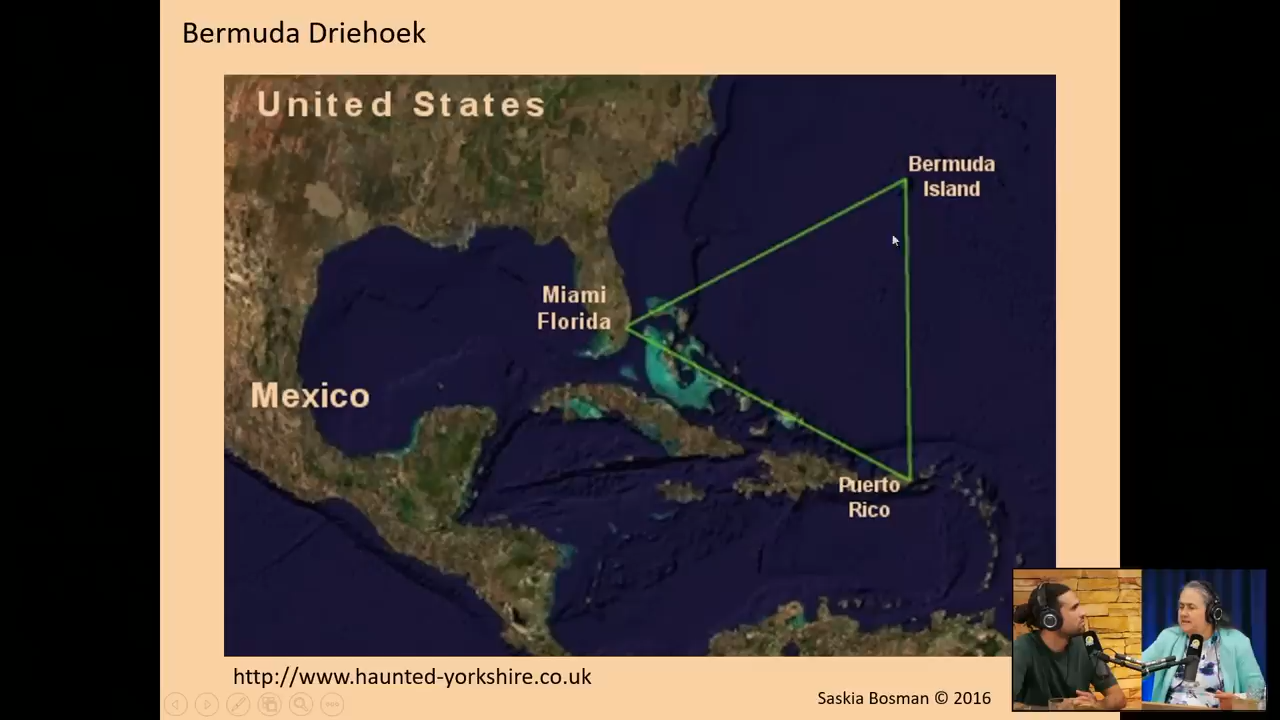 Bermuda Driehoek
United States
Bermuda
Island
Miami
Florida
Mexico
Puerto
Rico
http://www.haunted-yorkshire.co.uk
Saskia Bosman © 2016